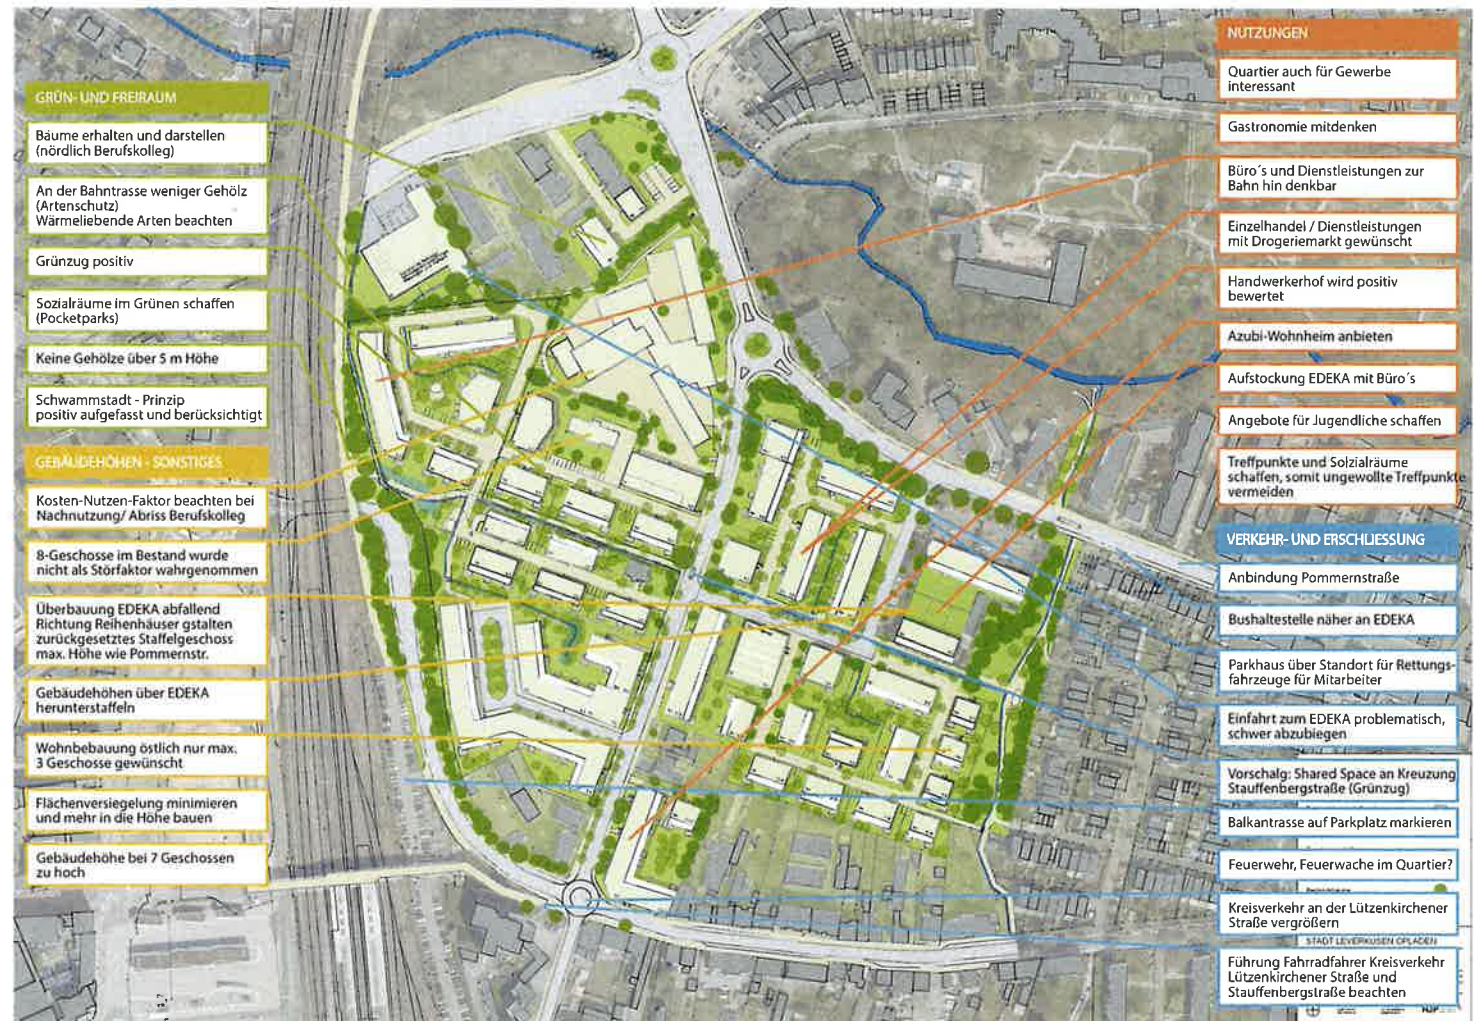 GRÜN- UND FREIRAUM
Bäume erhalten und darstellen
(nördlich Berufskolleg)
An der Bahntrasse weniger Gehölz
(Artenschutz)
Wärmeliebende Arten beachten
Grünzug positiv
Sozialräume im Grünen schaffen
(Pocketparks)
Keine Gehölze über 5 m Höhe
Schwammstadt - Prinzip
positiv aufgefasst und berücksichtigt
GEBÄUDEHÖHEN - SONSTIGES
Kosten-Nutzen-Faktor beachten bei
Nachnutzung/ Abriss Berufskolleg
8-Geschosse im Bestand wurde
nicht als Störfaktor wahrgenommen
Überbauung EDEKA abfallend
Richtung Reihenhäuser gstalten
zurückgesetztes Staffelgeschoss
max. Höhe wie Pommernstr.
Gebäudehöhen über EDEKA
herunterstaffeln
Wohnbebauung östlich nur max.
3 Geschosse gewünscht
Flächenversiegelung minimieren
und mehr in die Höhe bauen
Gebäudehöhe bei 7 Geschossen
zu hoch
NUTZUNGEN
Quartier auch für Gewerbe
interessant
Gastronomie mitdenken
Büro´s und Dienstleistungen zur
Bahn hin denkbar
Einzelhandel / Dienstleistungen
mit Drogeriemarkt gewünscht
Handwerkerhof wird positiv
bewertet
Azubi-Wohnheim anbieten
Aufstockung EDEKA mit Büro´s
Angebote für Jugendliche schaffen
Treffpunkte und Solzialräume
schaffen, somit ungewollte Treffpunkte
vermeiden
VERKEHR- UND ERSCHLIESSUNG
Anbindung Pommernstraße
Bushaltestelle näher an EDEKA
Parkhaus über Standort für Rettungs-
fahrzeuge für Mitarbeiter
Einfahrt zum EDEKA problematisch,
schwer abzubiegen
Vorschalg: Shared Space an Kreuzung
Stauffenbergstraße (Grünzug)
Balkantrasse auf Parkplatz markieren
Feuerwehr, Feuerwache im Quartier?
Kreisverkehr an der Lützenkirchener
Straße vergrößern
STADT LEVERKUSEN OPLADEN
Führung Fahrradfahrer Kreisverkehr
Lützenkirchener Straße und
Stauffenbergstraße beachten